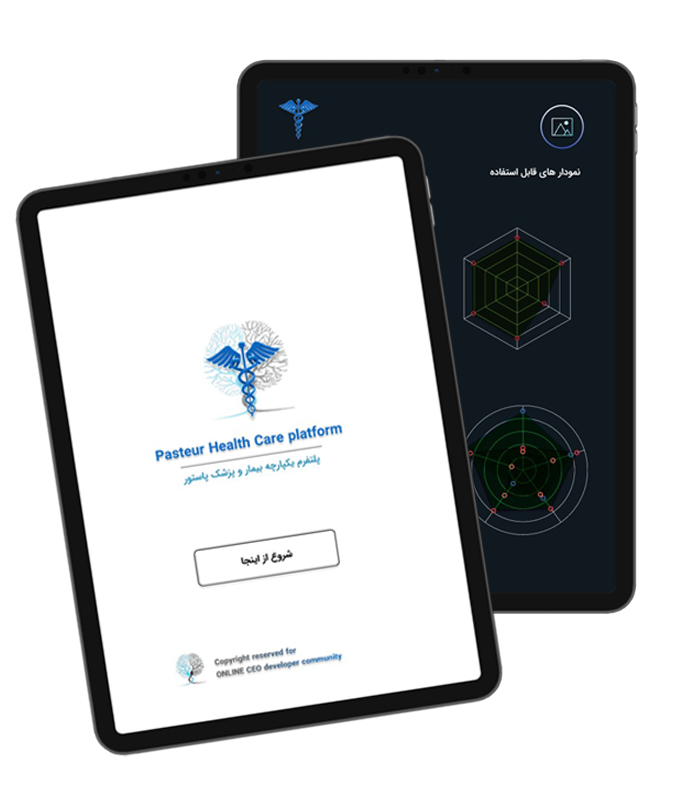 نمودار های قابل استفاده
Pasteur Health Care platform
پلتفرم یکپارچه بیمار و پزشک پاستور
شروع از اینجا
Copyright reserved for
ONLINE CEO developer community